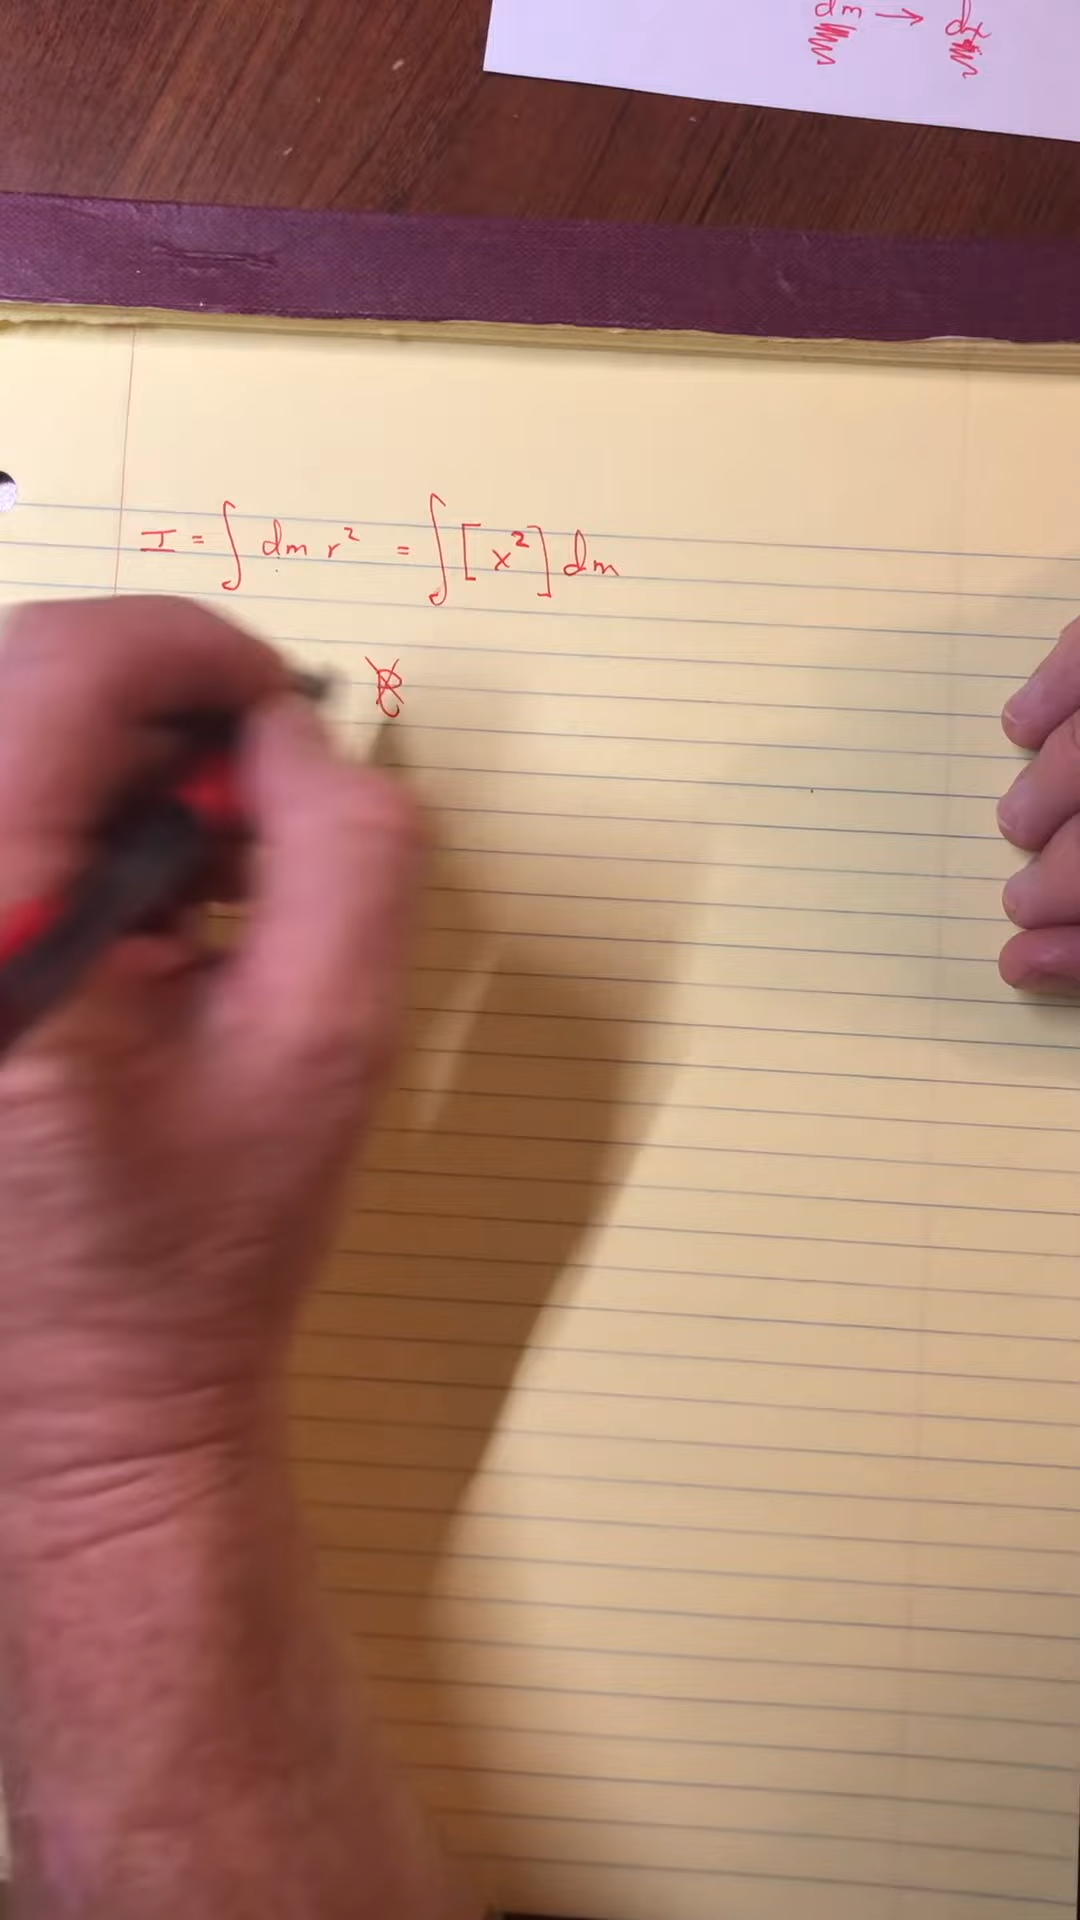 dm → dx
I = ∫ dm r² = ∫ [x²] dm